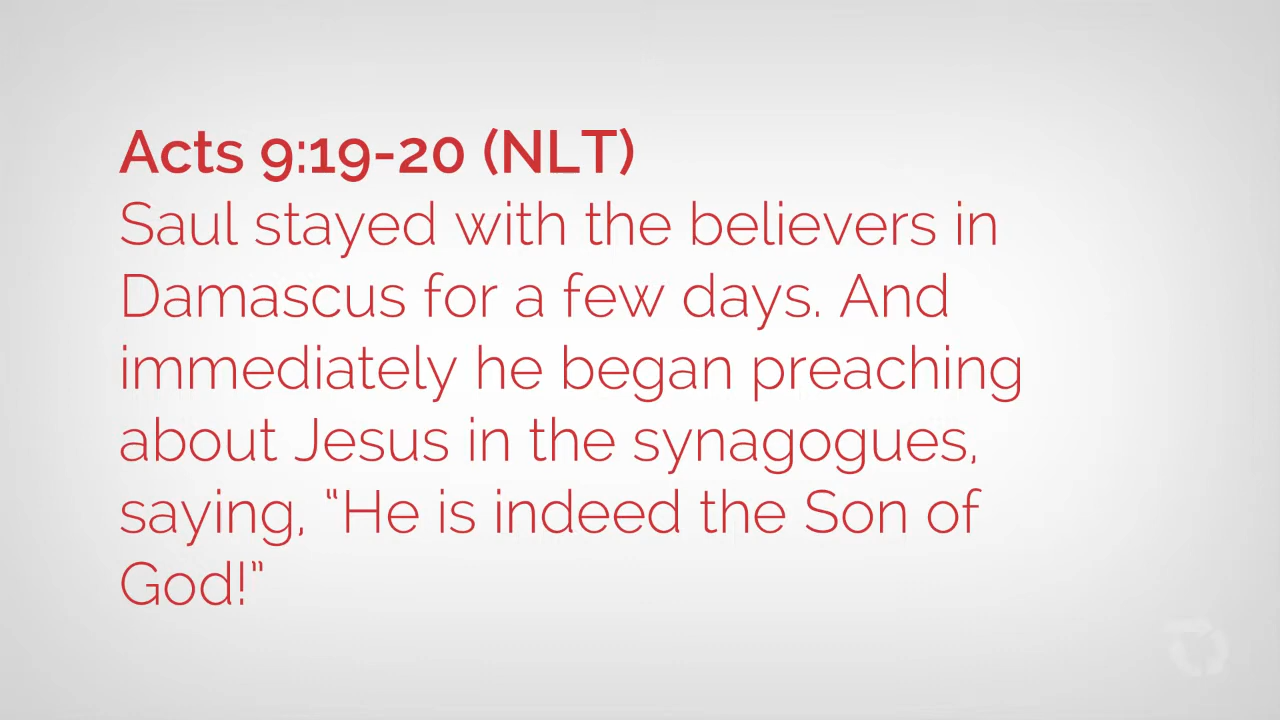 Acts 9:19-20 (NLT)
Saul stayed with the believers in
Damascus for a few days. And
immediately he began preaching
about Jesus in the synagogues,
saying, “He is indeed the Son of
God!”